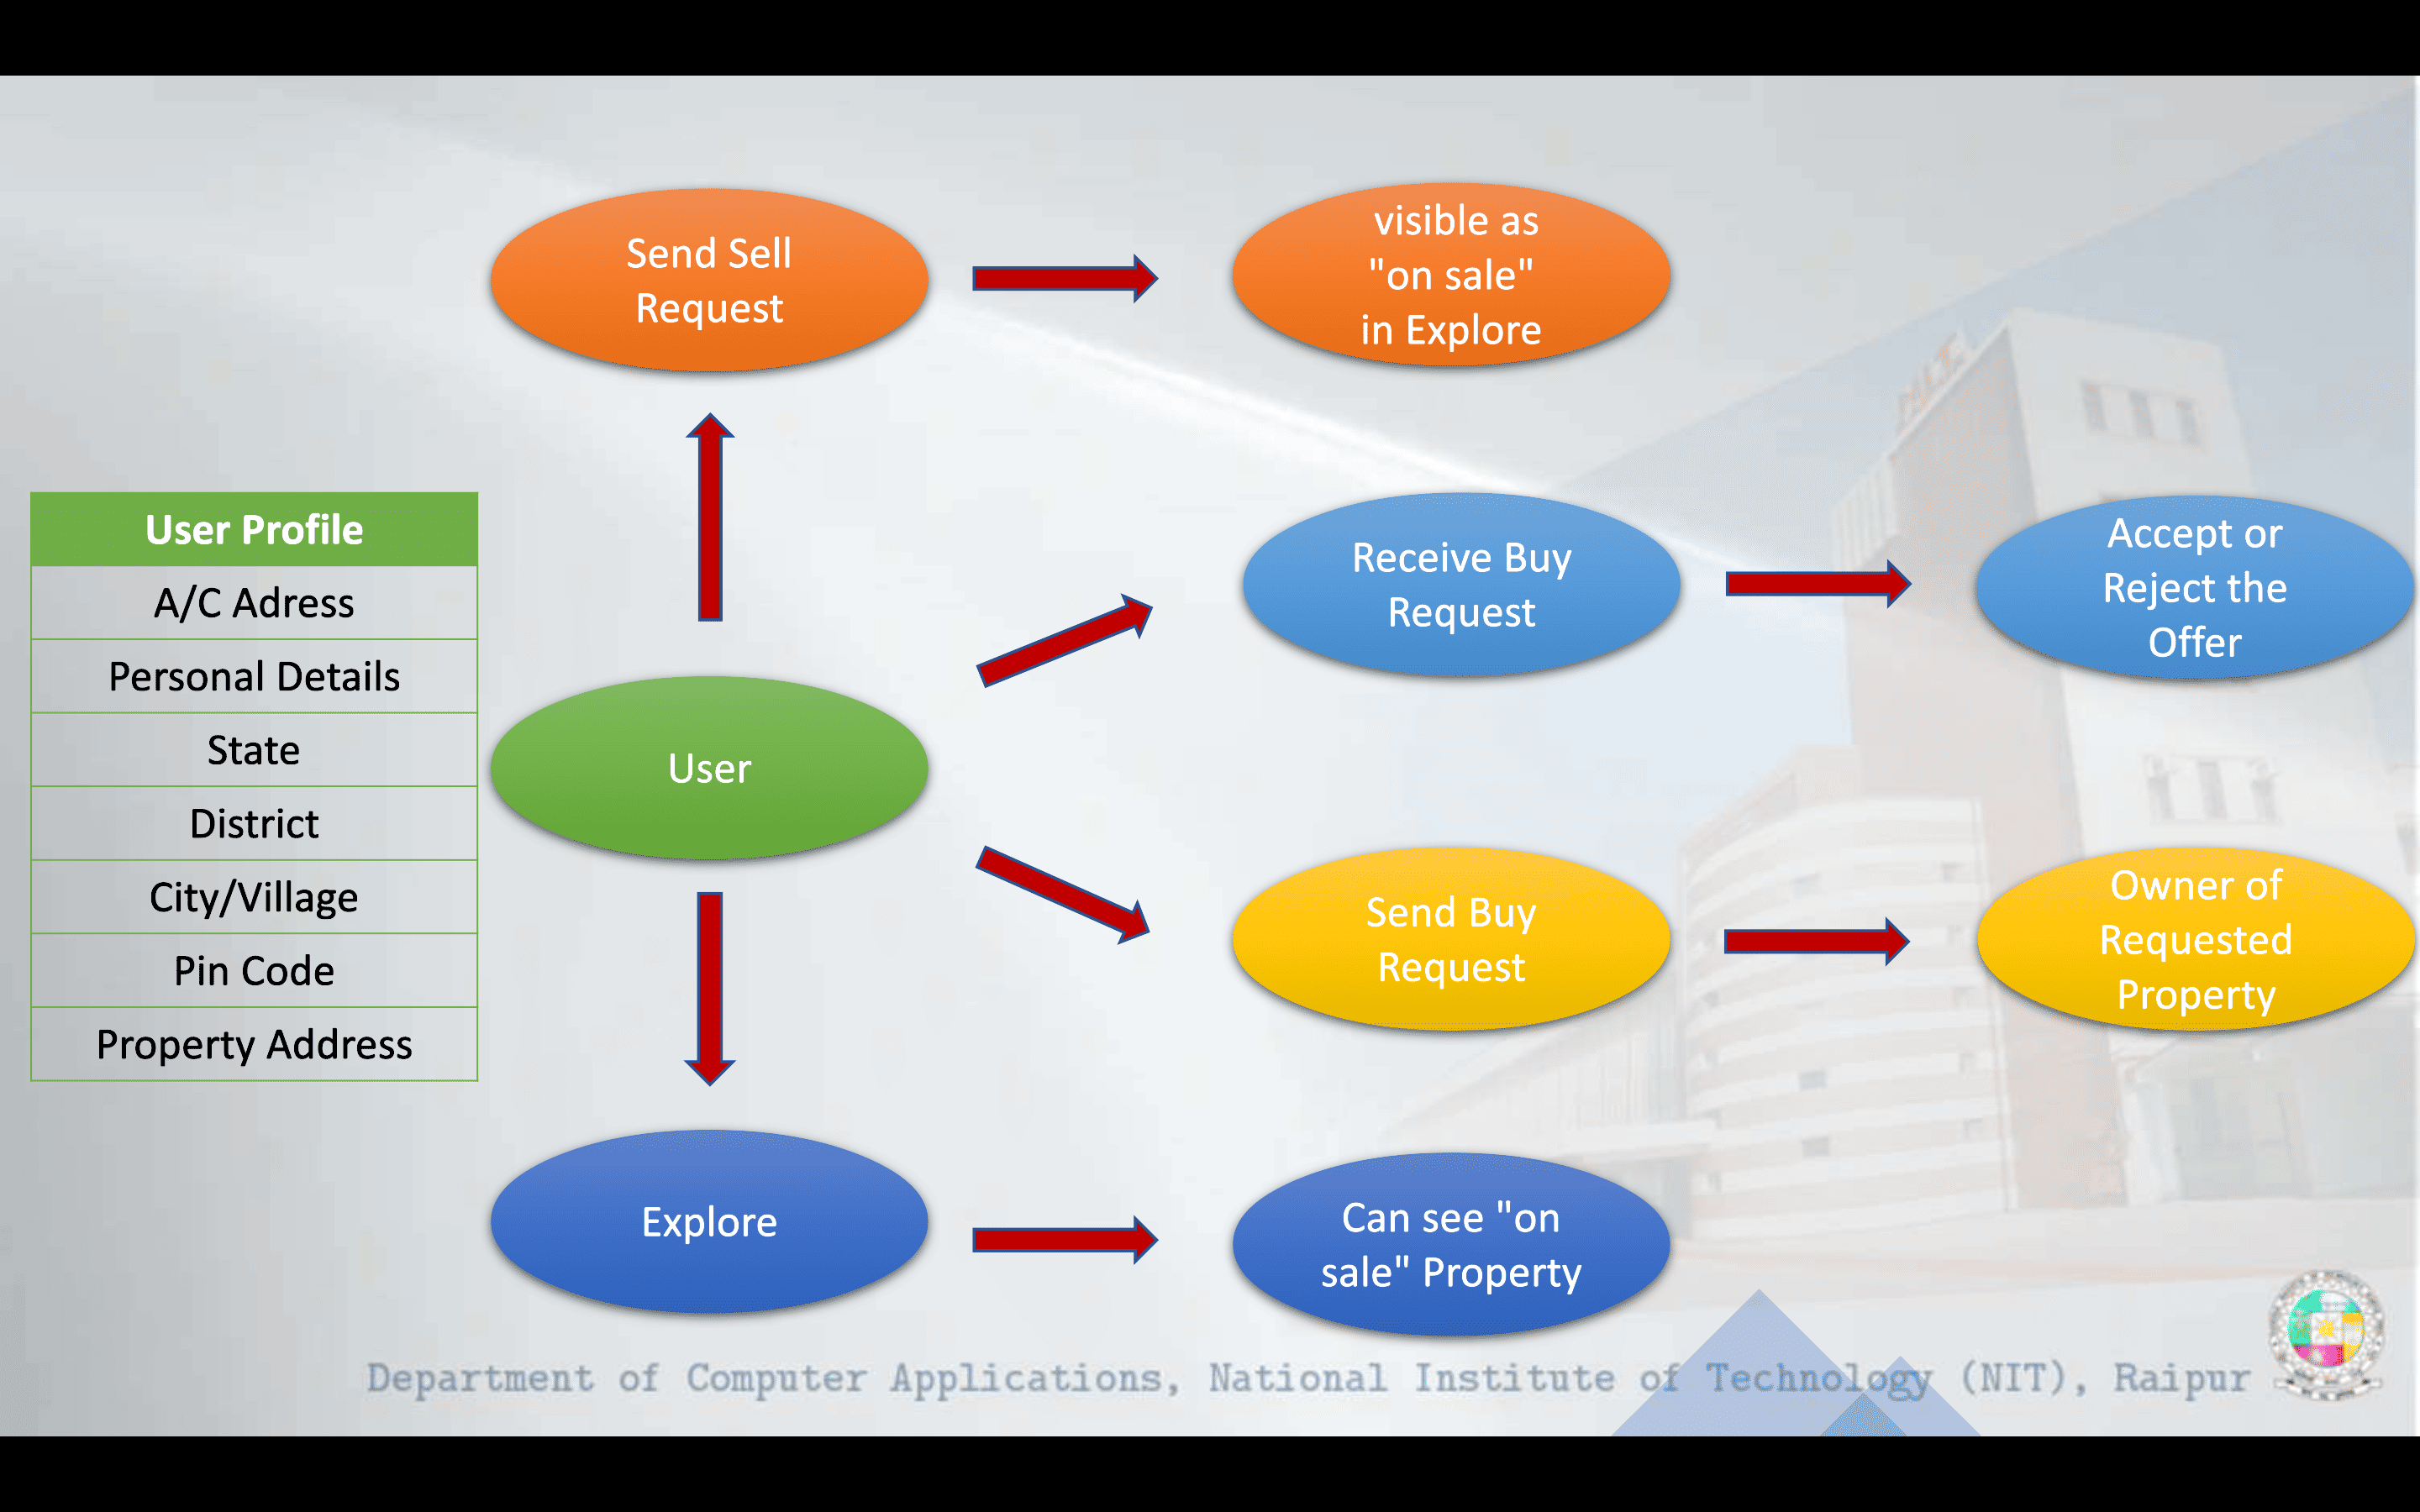 Send Sell
Request
visible as
"on sale"
in Explore
User Profile
A/C Adress
Personal Details
State
District
City/Village
Pin Code
Property Address
User
Receive Buy
Request
Accept or
Reject the
Offer
Send Buy
Request
Owner of
Requested
Property
Explore
Can see "on
sale" Property
Department of Computer Applications, National Institute of Technology (NIT), Raipur